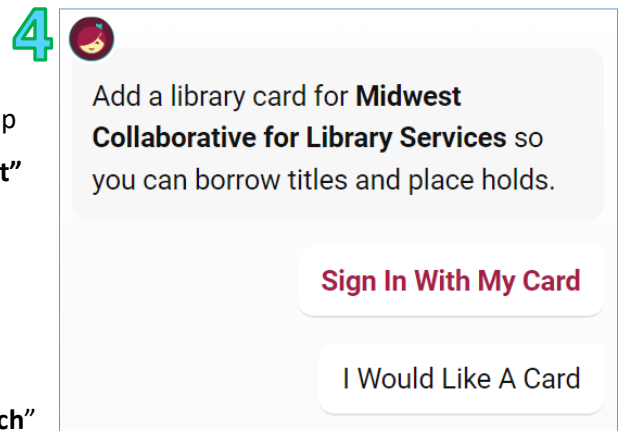 4
Add a library card for Midwest
Collaborative for Library Services so
you can borrow titles and place holds.
Sign In With My Card
I Would Like A Card
p
t”
ch”